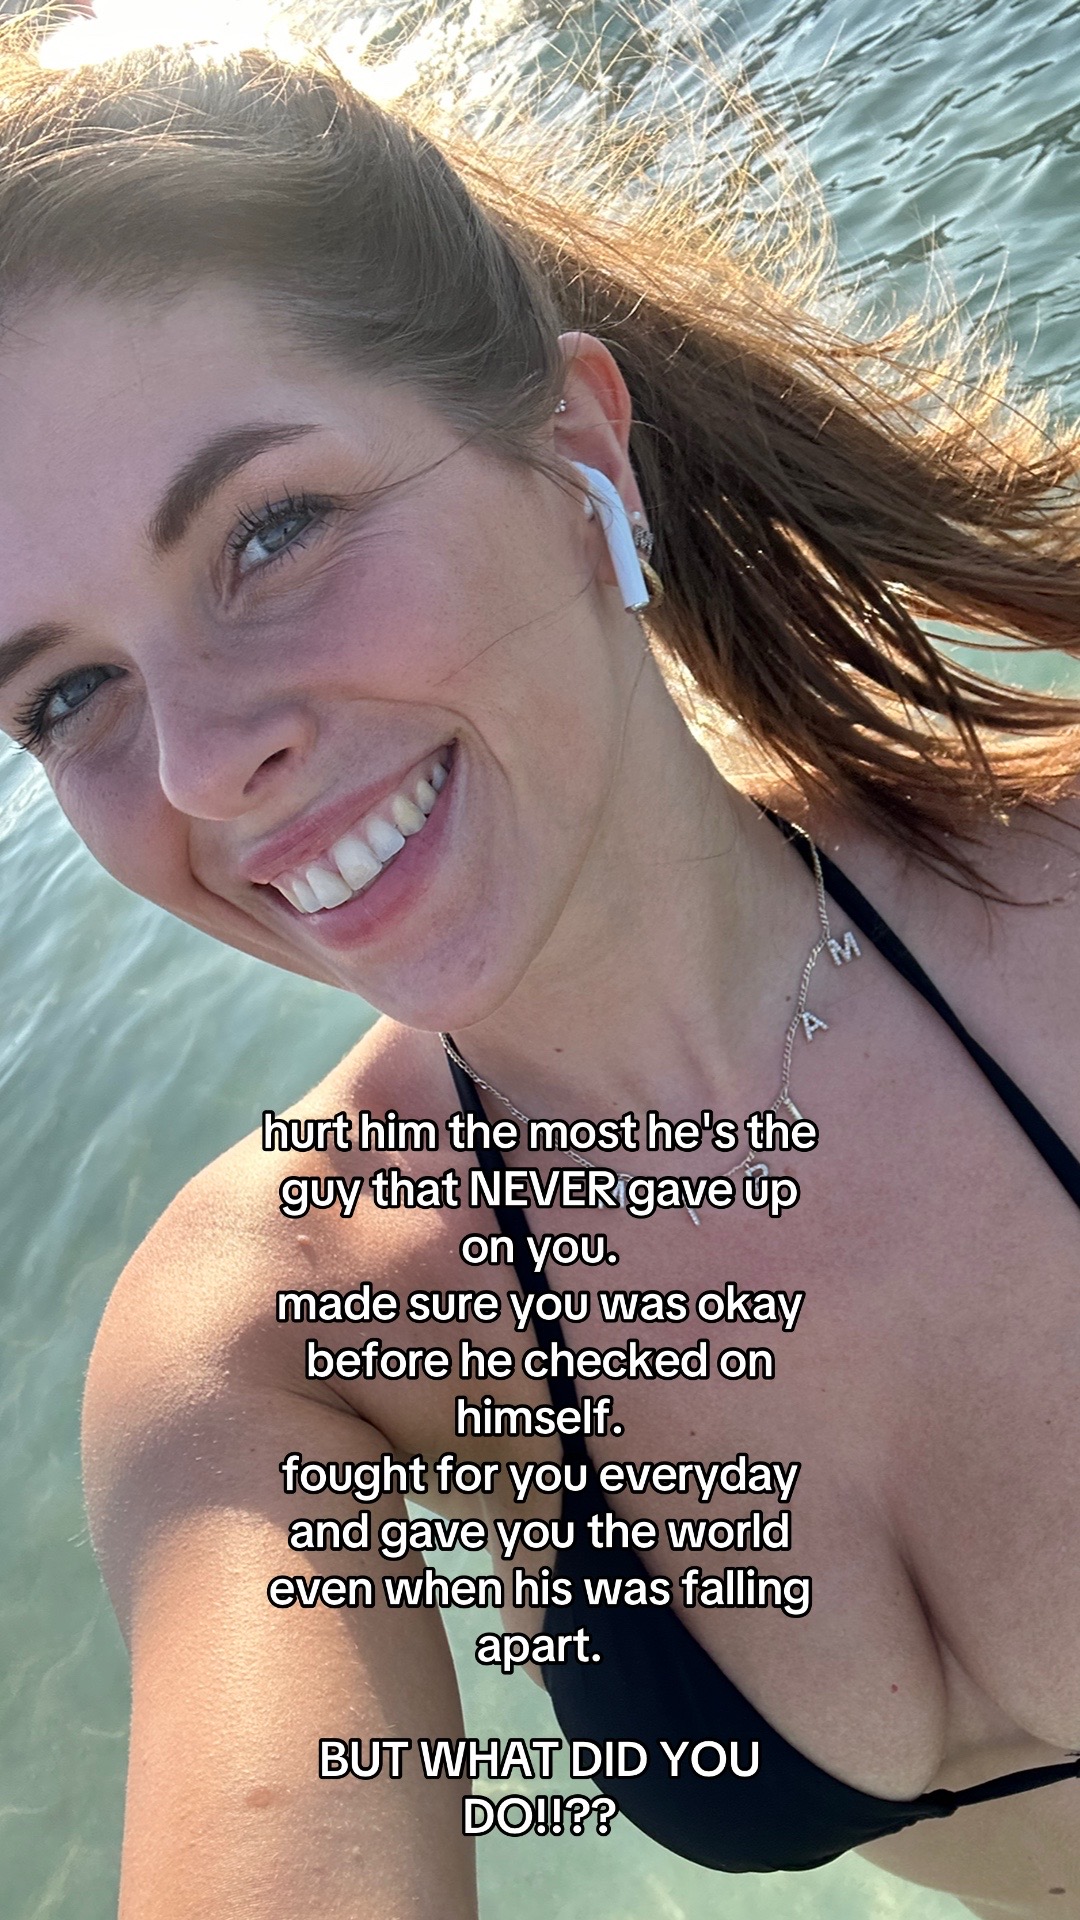 hurt him the most he's the
guy that NEVER gave up
on you.
made sure you was okay
before he checked on
himself.
fought for you everyday
and gave you the world
even when his was falling
apart.
BUT WHAT DID YOU
DO!!??
M
A